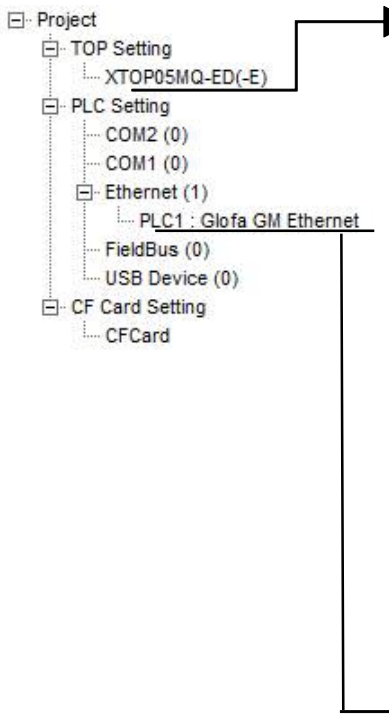 Project
TOP Setting
XTOP05MQ-ED(-E)
PLC Setting
COM2 (0)
COM1 (0)
Ethernet (1)
PLC1 : Glofa GM Ethernet
FieldBus (0)
USB Device (0)
CF Card Setting
CFCard